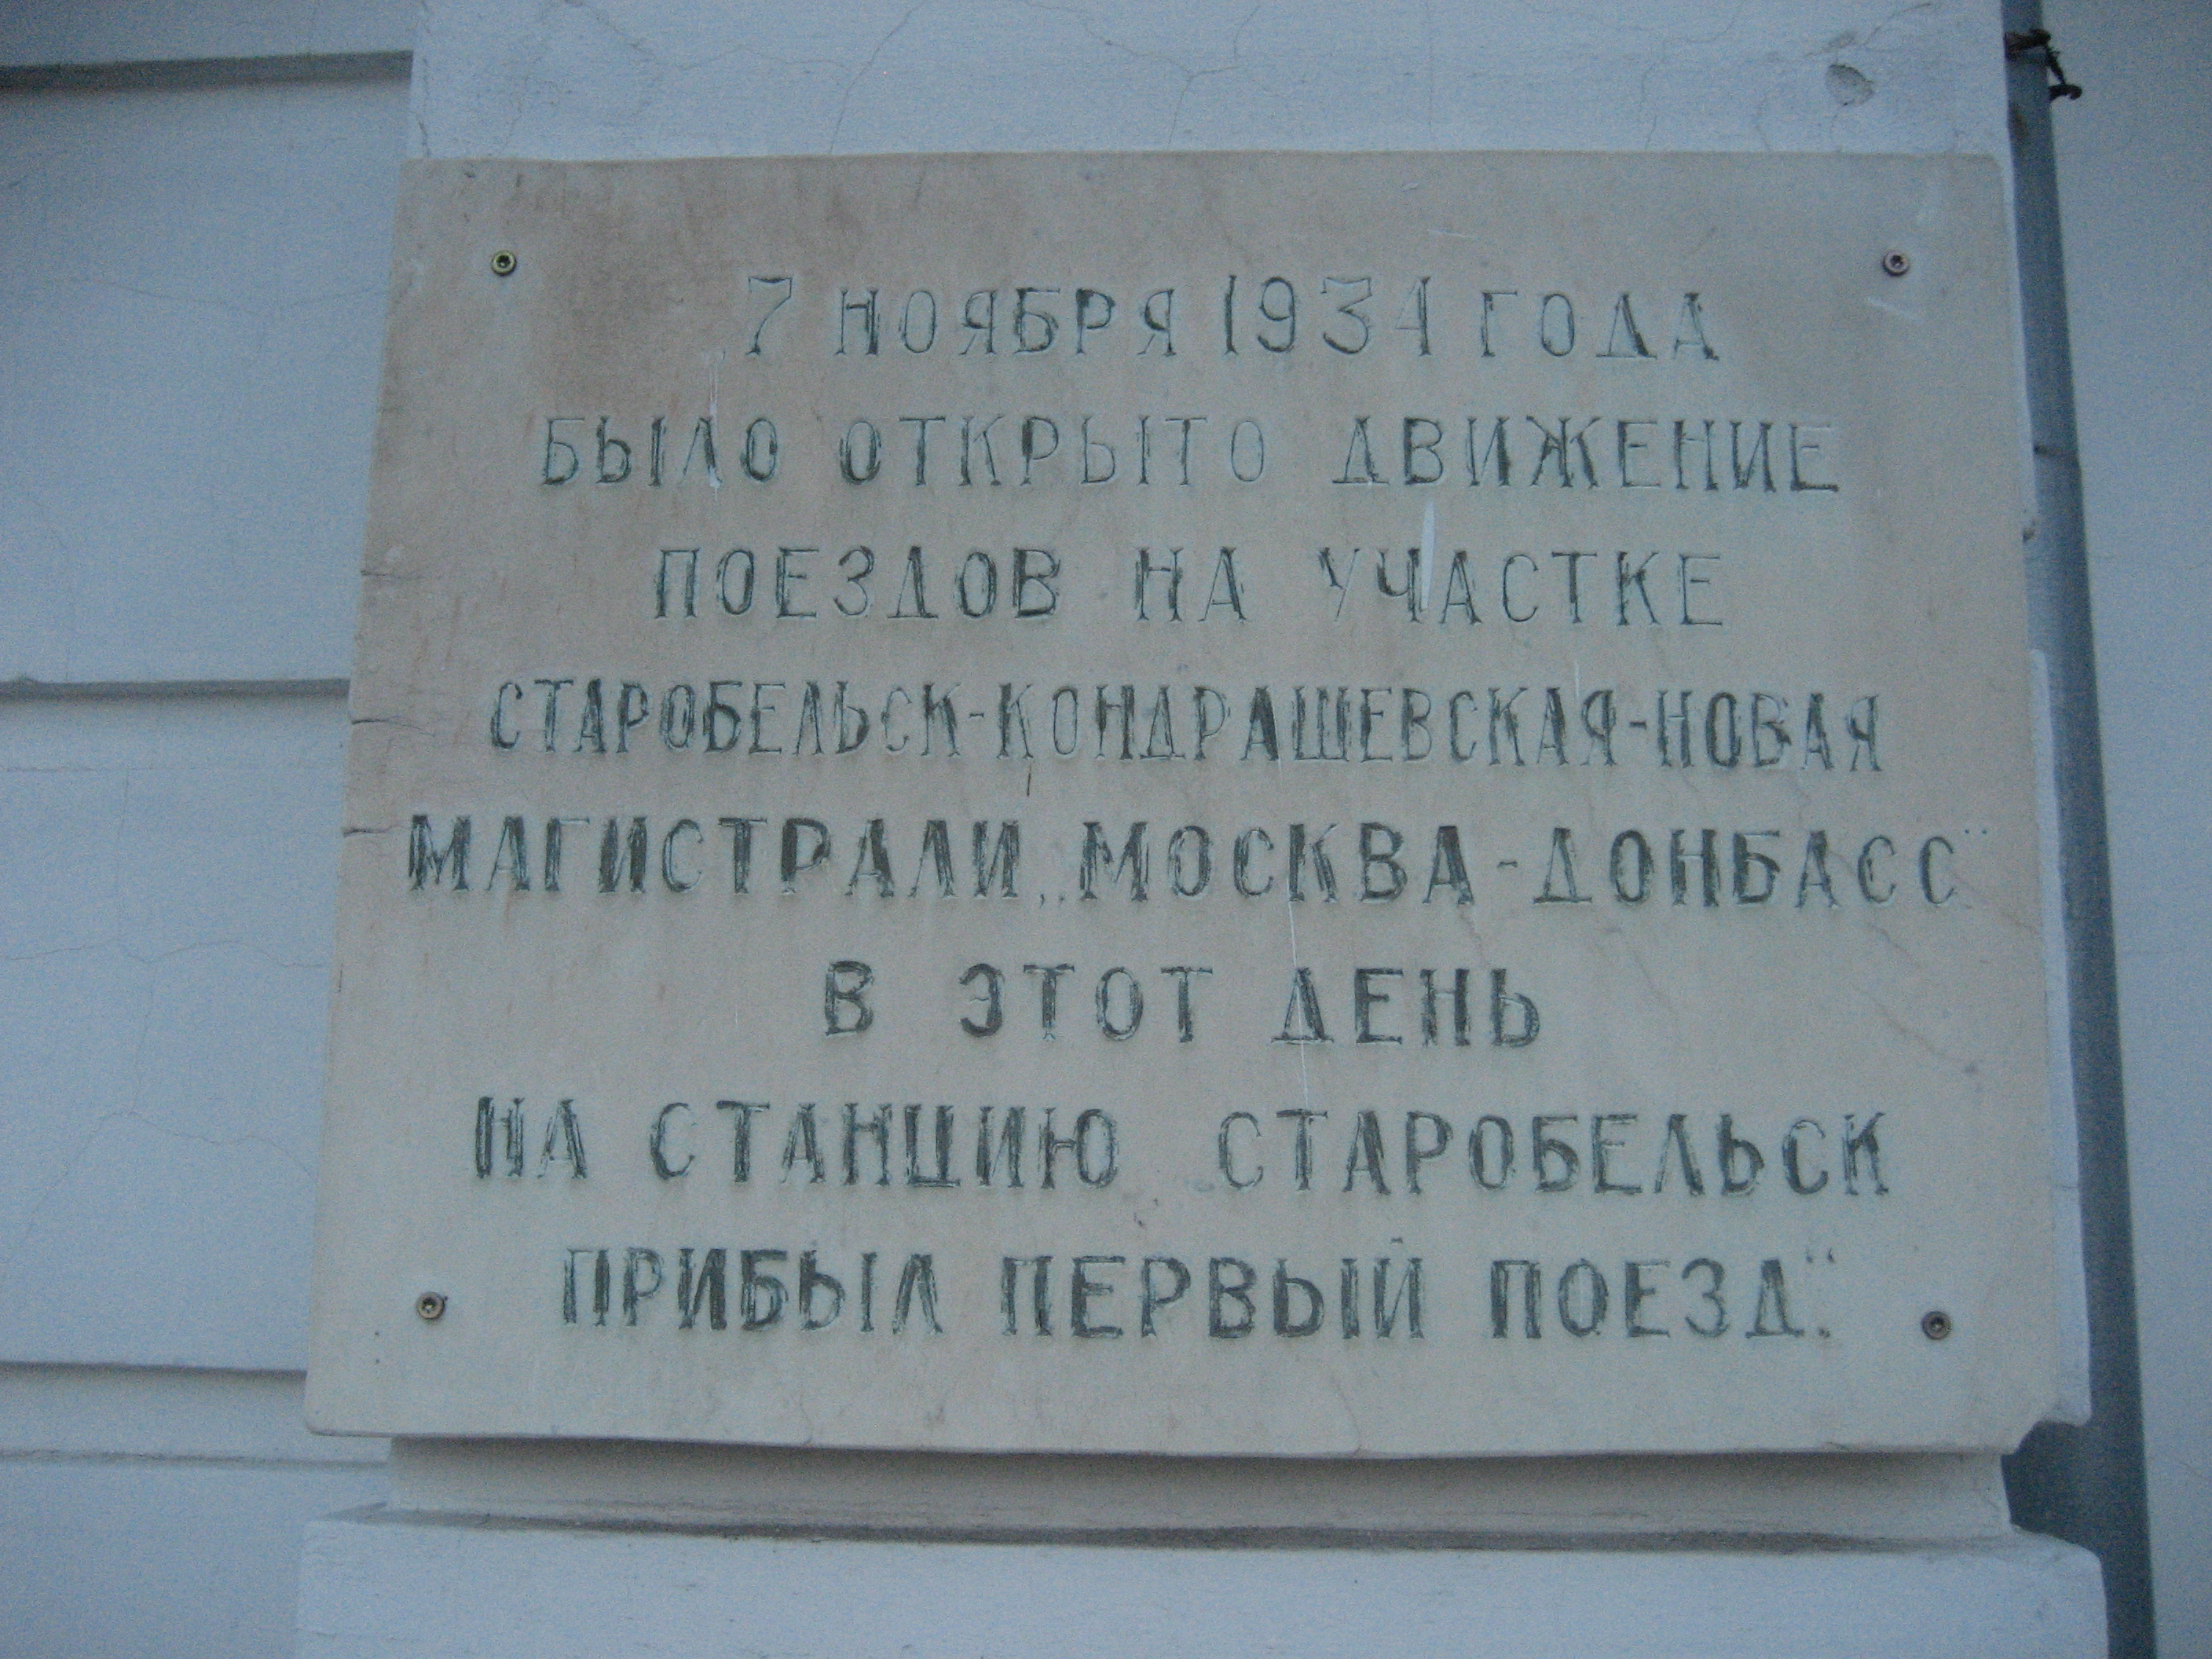 „7 НОЯБРЯ 1934 ГОДА
БЫЛО ОТКРЫТО ДВИЖЕНИЕ
ПОЕЗДОВ НА УЧАСТКЕ
СТАРОБЕЛЬСК-КОНДРАШЕВСКАЯ-НОВАЯ
МАГИСТРАЛИ „МОСКВА-ДОНБАСС"
В ЭТОТ ДЕНЬ
НА СТАНЦИЮ СТАРОБЕЛЬСК
ПРИБЫЛ ПЕРВЫЙ ПОЕЗД."